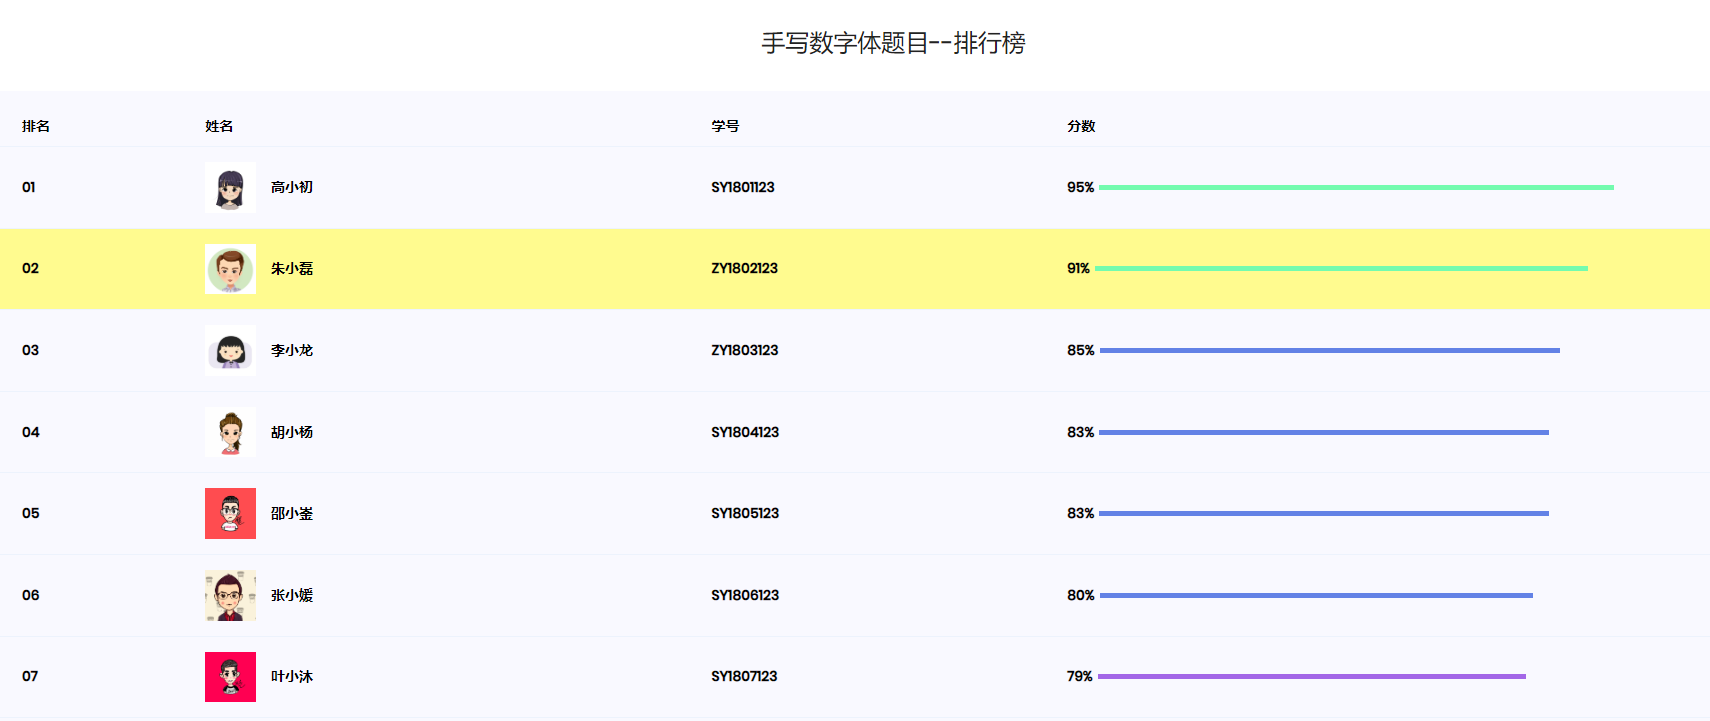 手写数字体题目--排行榜
排名 姓名 学号 分数
01 高小初 SY1801123 95%
02 朱小磊 ZY1802123 91%
03 李小龙 ZY1803123 85%
04 胡小杨 SY1804123 83%
05 邵小崟 SY1805123 83%
06 张小媛 SY1806123 80%
07 叶小沐 SY1807123 79%